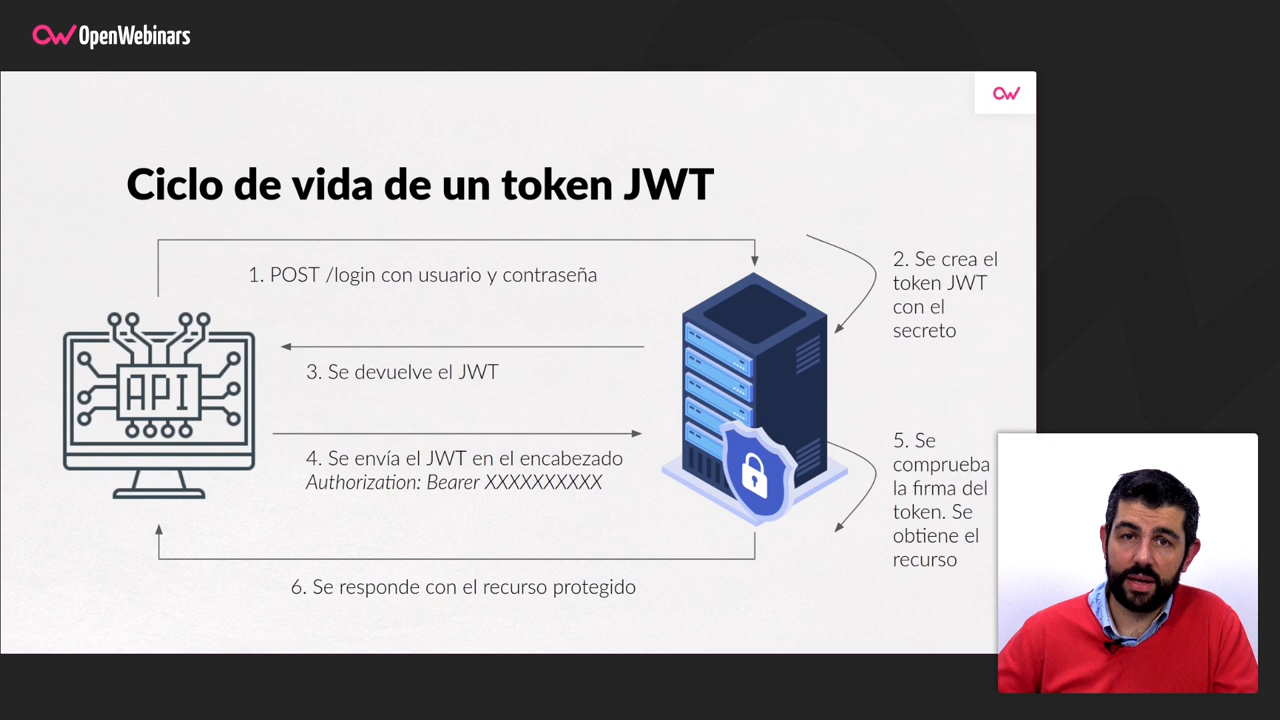 OpenWebinars
Ciclo de vida de un token JWT
1. POST /login con usuario y contraseña
2. Se crea el
token JWT
con el
secreto
API
3. Se devuelve el JWT
4. Se envía el JWT en el encabezado
Authorization: Bearer XXXXXXXXXX
5. Se
comprueba
la firma del
token. Se
obtiene el
recurso
6. Se responde con el recurso protegido